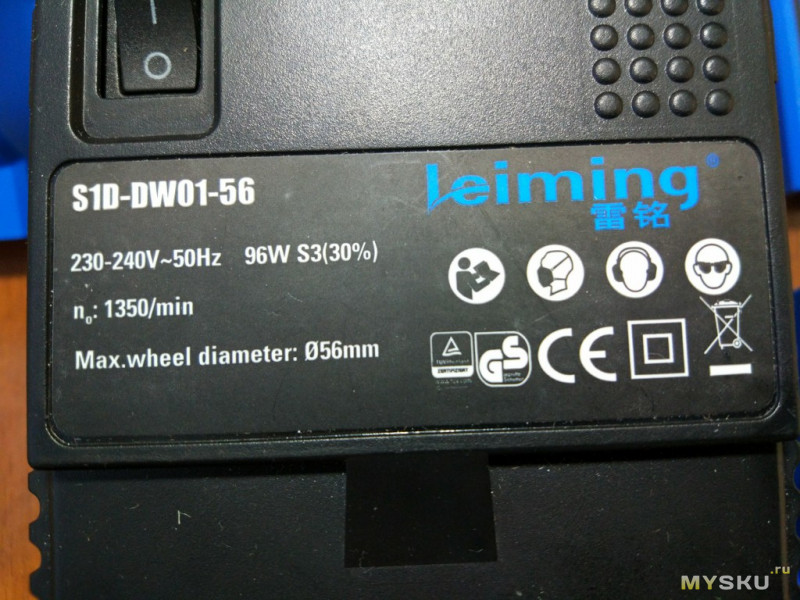 S1D-DW01-56
leiming®
雷铭
230-240V~50Hz 96W S3(30%)
n₀: 1350/min
Max.wheel diameter: Ø56mm
GS
CE
MYSKU.ru